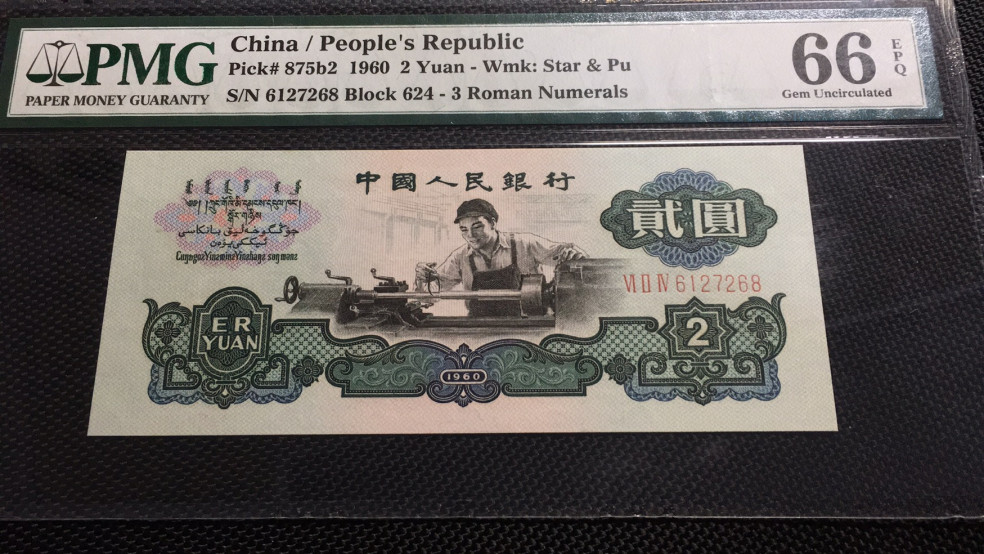 PMG
PAPER MONEY GUARANTY
China / People's Republic
Pick# 875b2 1960 2 Yuan - Wmk: Star & Pu
S/N 6127268 Block 624 - 3 Roman Numerals
66 EPQ
Gem Uncirculated
中國人民銀行
貳圓
VI II IV 6127268
ER
YUAN
2
1960